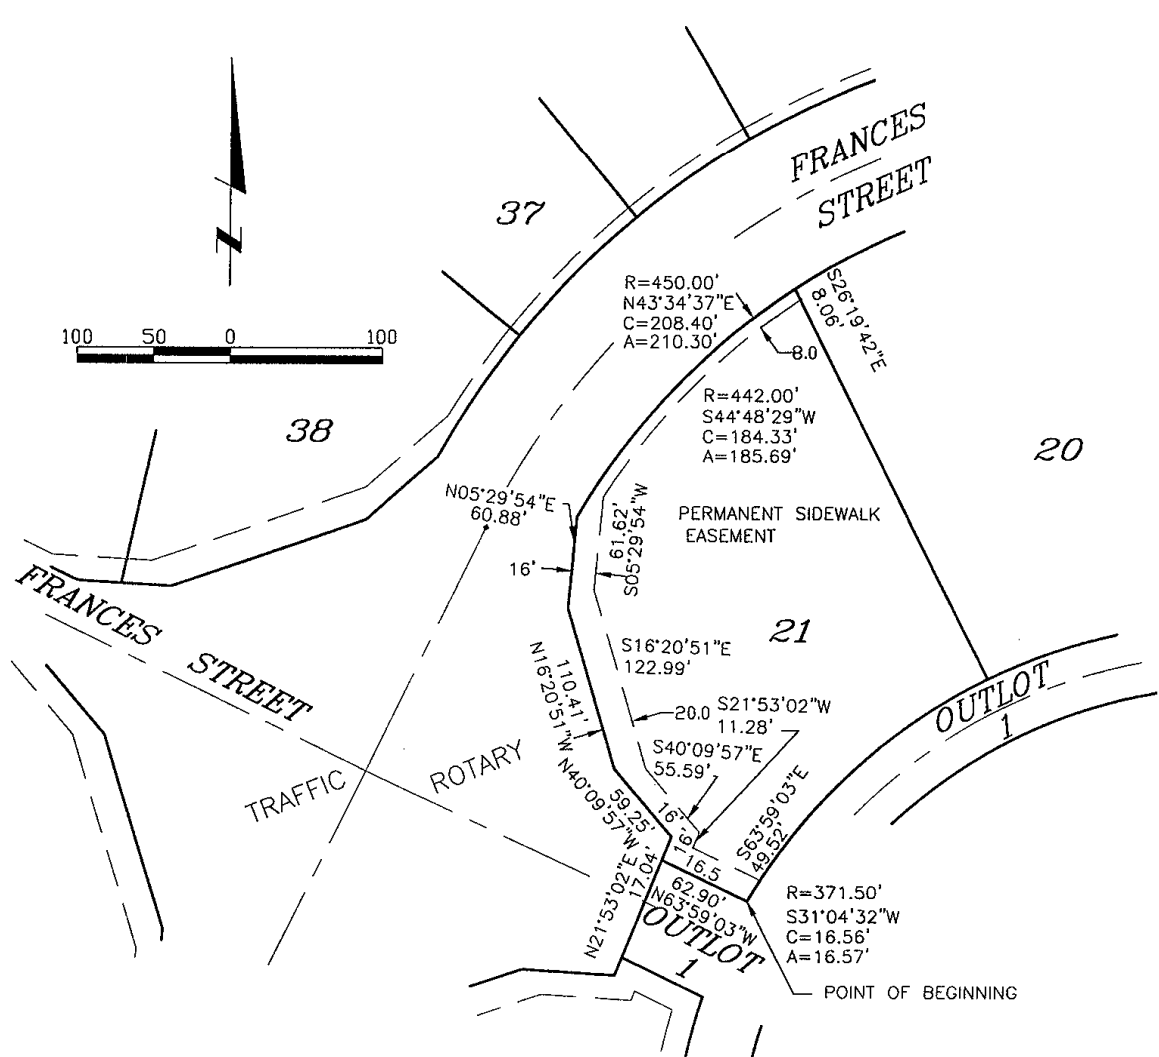 FRANCES
STREET
37
R=450.00'
N43°34'37"E
C=208.40'
A=210.30'
S26°19'42"E
8.06'
8.0
100 50 0 100
R=442.00'
S44°48'29"W
C=184.33'
A=185.69'
38
20
N05°29'54"E
60.88'
61.62'
S05°29'54"W
PERMANENT SIDEWALK
EASEMENT
16'
FRANCES STREET
21
S16°20'51"E
122.99'
110.41'
N16°20'51"W
20.0
S21°53'02"W
11.28'
OUTLOT
1
S40°09'57"E
55.59'
TRAFFIC ROTARY
59.25'
N40°09'57"W
16'
16'
16.5
S63°59'03"E
49.52'
N21°53'02"E
17.04'
62.90'
N63°59'03"W
OUTLOT
1
R=371.50'
S31°04'32"W
C=16.56'
A=16.57'
POINT OF BEGINNING